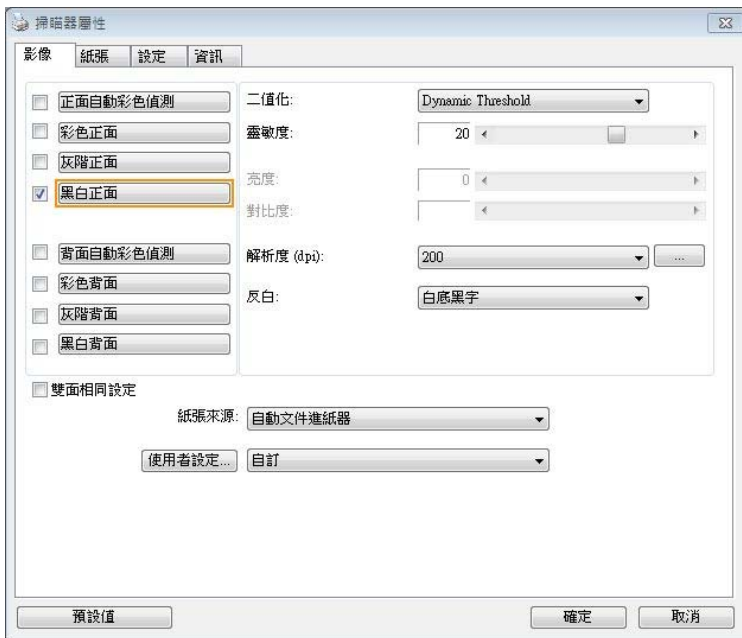 掃瞄器屬性
影像 紙張 設定 資訊
正面自動彩色偵測
彩色正面
灰階正面
黑白正面
背面自動彩色偵測
彩色背面
灰階背面
黑白背面
二值化: Dynamic Threshold
靈敏度: 20
亮度: 0
對比度:
解析度 (dpi): 200 ...
反白: 白底黑字
雙面相同設定
紙張來源: 自動文件進紙器
使用者設定... 自訂
預設值 確定 取消